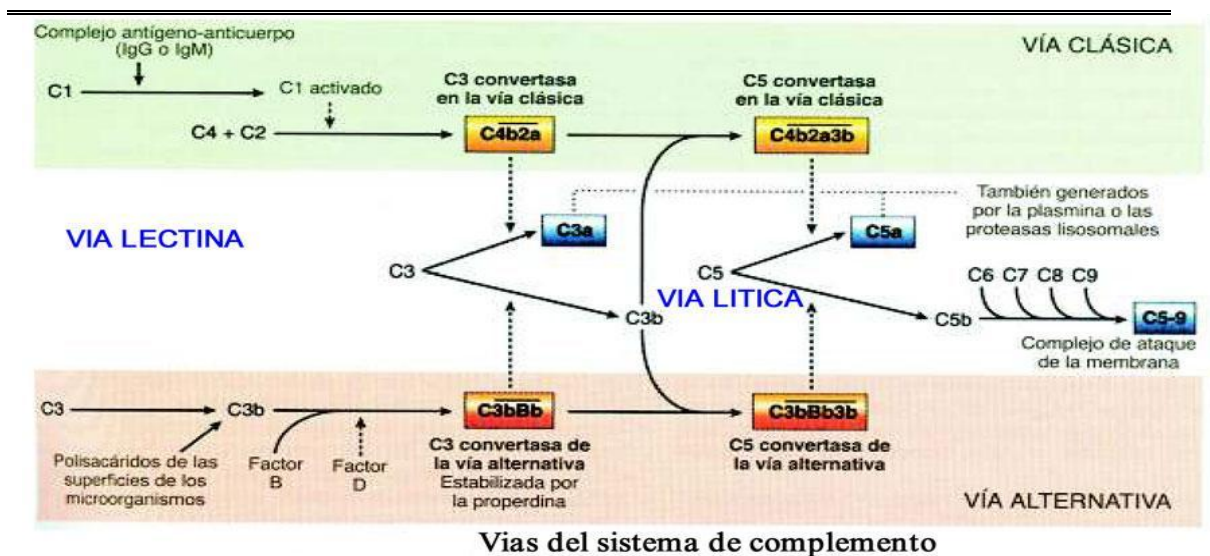 Complejo antígeno-anticuerpo
(IgG o IgM)
VÍA CLÁSICA
C1
C1 activado
C4 + C2
C3 convertasa
en la vía clásica
C4b2a
C5 convertasa
en la vía clásica
C4b2a3b
También generados
por la plasmina o las
proteasas lisosomales
VIA LECTINA
C3a
C5a
C3
VIA LITICA
C5
C6 C7 C8 C9
C3b
C5b
C5-9
Complejo de ataque
de la membrana
C3
C3b
C3bBb
C3bBb3b
Polisacáridos de las
superficies de los
microorganismos
Factor
B
Factor
D
C3 convertasa de
la vía alternativa
Estabilizada por
la properdina
C5 convertasa de
la vía alternativa
VÍA ALTERNATIVA
Vias del sistema de complemento